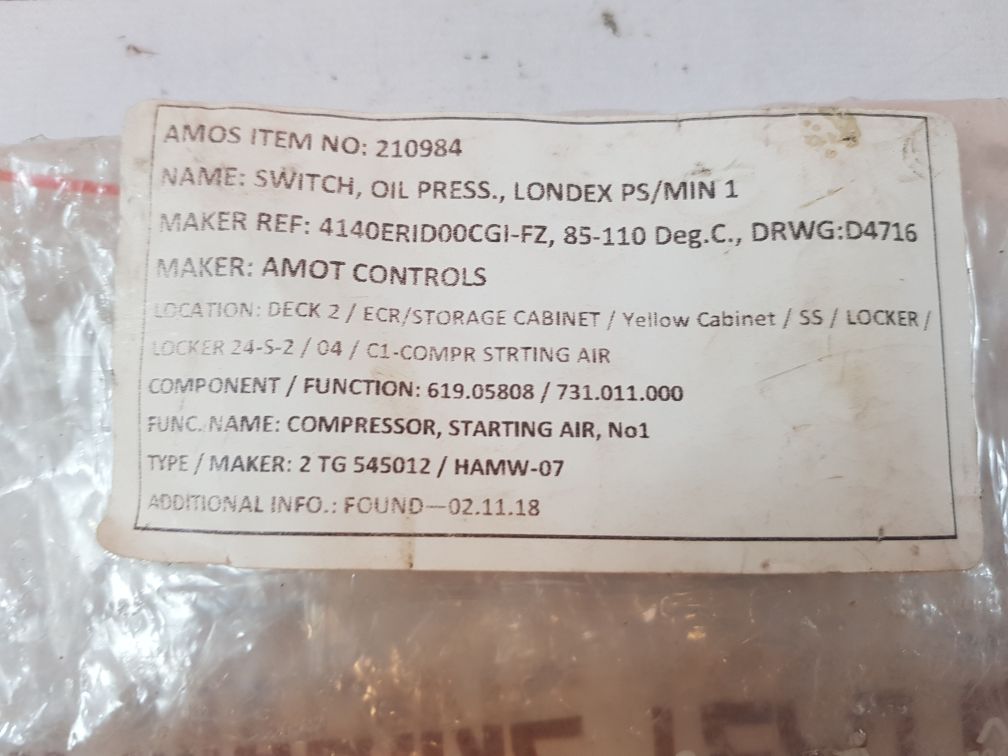 AMOS ITEM NO: 210984
NAME: SWITCH, OIL PRESS., LONDEX PS/MIN 1
MAKER REF: 4140ERID00CGI-FZ, 85-110 Deg.C., DRWG:D4716
MAKER: AMOT CONTROLS
LOCATION: DECK 2 / ECR/STORAGE CABINET / Yellow Cabinet / SS / LOCKER /
LOCKER 24-S-2 / 04 / C1-COMPR STRTING AIR
COMPONENT / FUNCTION: 619.05808 / 731.011.000
FUNC. NAME: COMPRESSOR, STARTING AIR, No1
TYPE / MAKER: 2 TG 545012 / HAMW-07
ADDITIONAL INFO.: FOUND—02.11.18